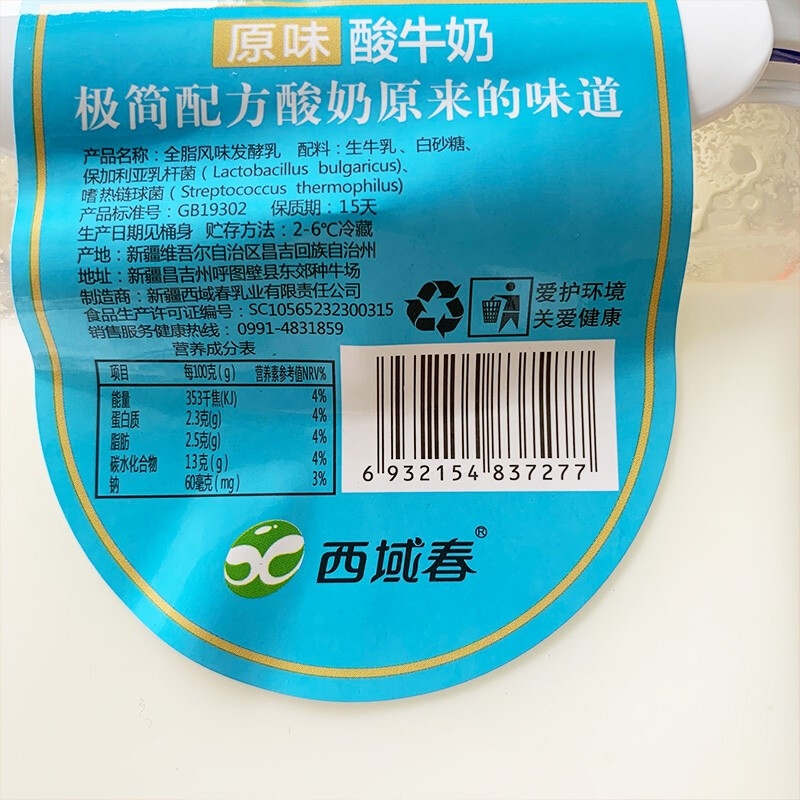 原味 酸牛奶
极简配方酸奶原来的味道
产品名称：全脂风味发酵乳 配料：生牛乳、白砂糖、
保加利亚乳杆菌（Lactobacillus bulgaricus）、
嗜热链球菌（Streptococcus thermophilus）
产品标准号：GB19302 保质期：15天
生产日期见桶身 贮存方法：2-6℃冷藏
产地：新疆维吾尔自治区昌吉回族自治州
地址：新疆昌吉州呼图壁县东郊种牛场
制造商：新疆西域春乳业有限责任公司
食品生产许可证编号：SC10565232300315
销售服务健康热线：0991-4831859
爱护环境
关爱健康
营养成分表
项目 每100克(g) 营养素参考值NRV%
能量 353千焦(KJ) 4%
蛋白质 2.3克(g) 4%
脂肪 2.5克(g) 4%
碳水化合物 13克(g) 4%
钠 60毫克(mg) 3%
6 932154 837277
西域春®